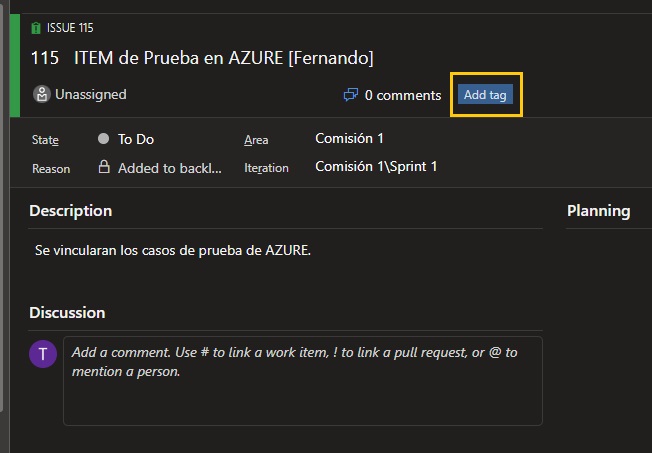 ISSUE 115
115 ITEM de Prueba en AZURE [Fernando]
Unassigned
0 comments
Add tag
State
To Do
Area
Comisión 1
Reason
Added to backl...
Iteration
Comisión 1\Sprint 1
Description
Planning
Se vincularan los casos de prueba de AZURE.
Discussion
T
Add a comment. Use # to link a work item, ! to link a pull request, or @ to
mention a person.